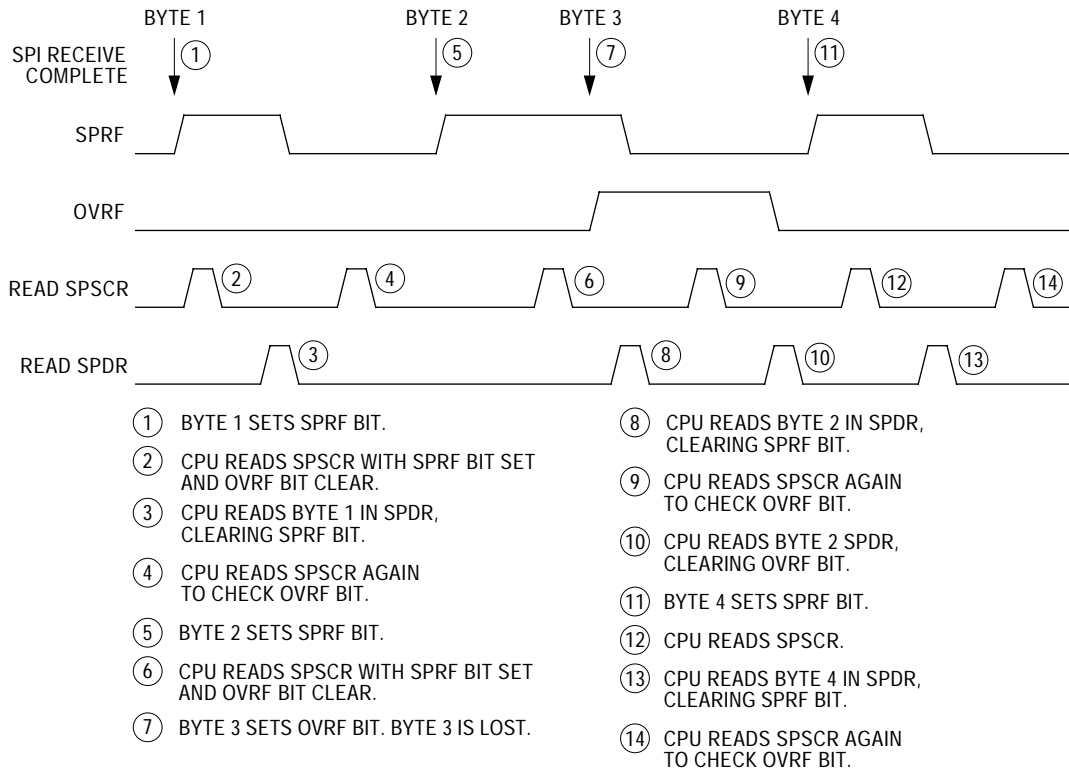 BYTE 1 BYTE 2 BYTE 3 BYTE 4
SPI RECEIVE
COMPLETE
1 5 7 11
SPRF
OVRF
READ SPSCR
2 4 6 9 12 14
READ SPDR
3 8 10 13
1 BYTE 1 SETS SPRF BIT.
2 CPU READS SPSCR WITH SPRF BIT SET
AND OVRF BIT CLEAR.
3 CPU READS BYTE 1 IN SPDR,
CLEARING SPRF BIT.
4 CPU READS SPSCR AGAIN
TO CHECK OVRF BIT.
5 BYTE 2 SETS SPRF BIT.
6 CPU READS SPSCR WITH SPRF BIT SET
AND OVRF BIT CLEAR.
7 BYTE 3 SETS OVRF BIT. BYTE 3 IS LOST.
8 CPU READS BYTE 2 IN SPDR,
CLEARING SPRF BIT.
9 CPU READS SPSCR AGAIN
TO CHECK OVRF BIT.
10 CPU READS BYTE 2 SPDR,
CLEARING OVRF BIT.
11 BYTE 4 SETS SPRF BIT.
12 CPU READS SPSCR.
13 CPU READS BYTE 4 IN SPDR,
CLEARING SPRF BIT.
14 CPU READS SPSCR AGAIN
TO CHECK OVRF BIT.